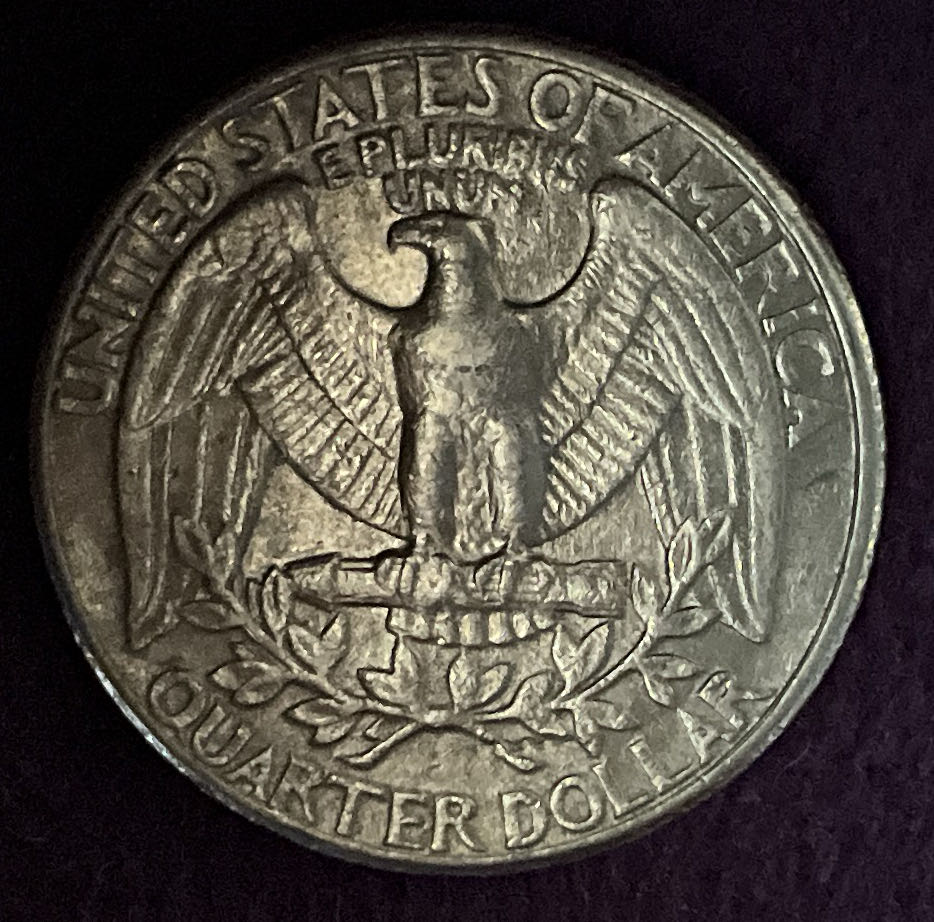 UNITED STATES OF AMERICA
E PLURIBUS
UNUM
QUARTER DOLLAR